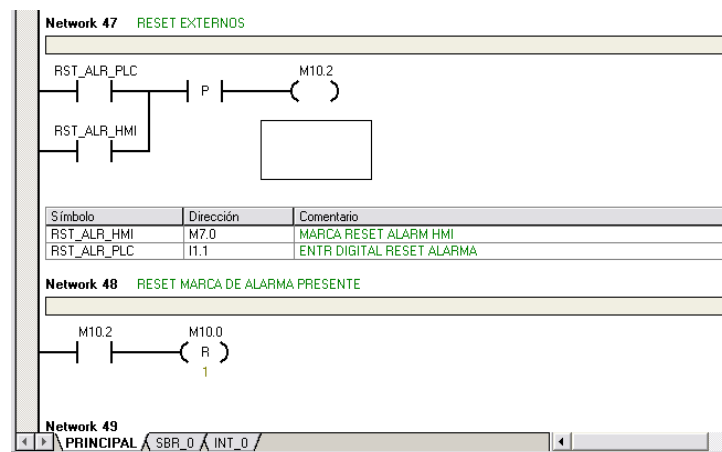 Network 47 RESET EXTERNOS
RST_ALR_PLC M10.2
P
RST_ALR_HMI
Símbolo Dirección Comentario
RST_ALR_HMI M7.0 MARCA RESET ALARM HMI
RST_ALR_PLC I1.1 ENTR DIGITAL RESET ALARMA
Network 48 RESET MARCA DE ALARMA PRESENTE
M10.2 M10.0
R
1
Network 49
PRINCIPAL SBR_0 INT_0